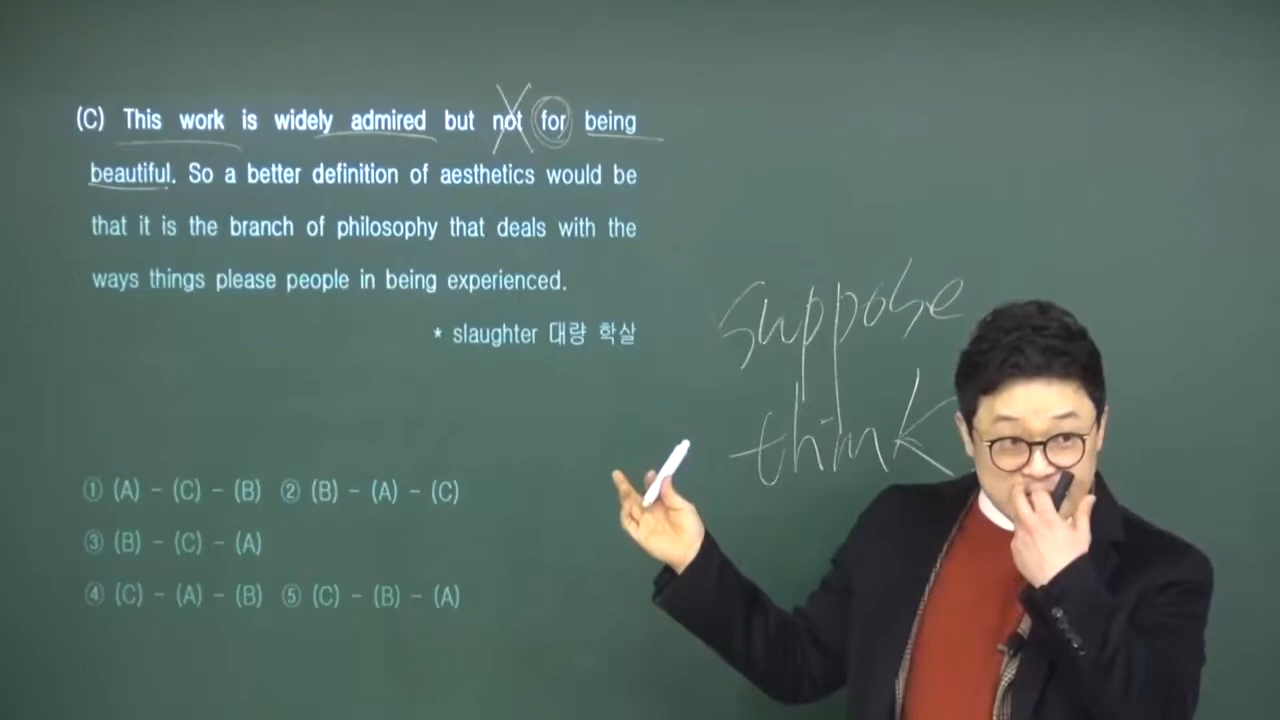 (C) This work is widely admired but not for being
beautiful. So a better definition of aesthetics would be
that it is the branch of philosophy that deals with the
ways things please people in being experienced.
* slaughter 대량 학살
suppose
think
① (A) - (C) - (B) ② (B) - (A) - (C)
③ (B) - (C) - (A)
④ (C) - (A) - (B) ⑤ (C) - (B) - (A)